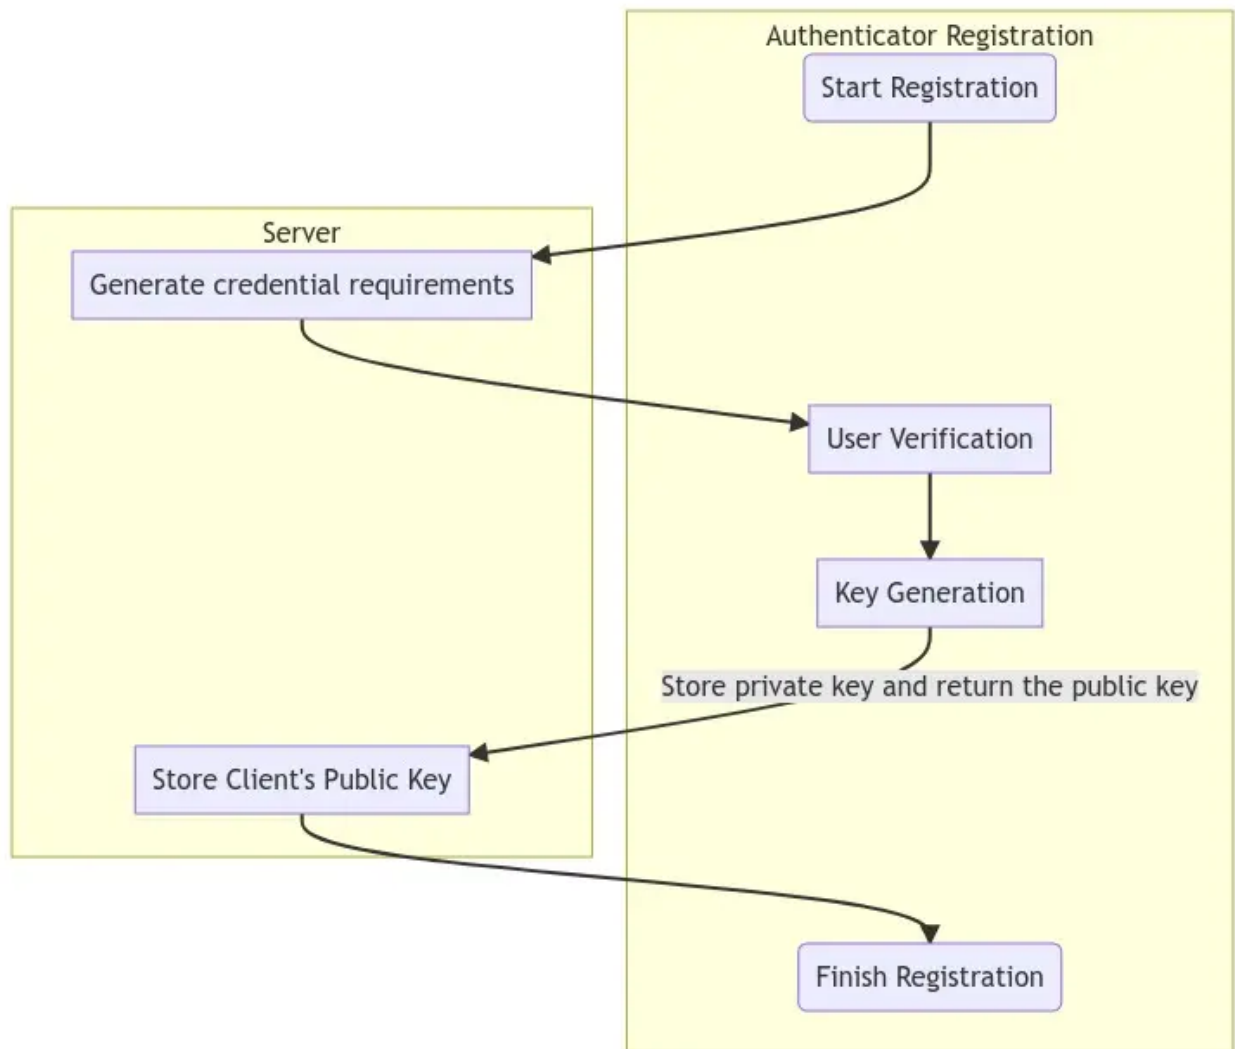 Authenticator Registration
Start Registration
Server
Generate credential requirements
User Verification
Key Generation
Store private key and return the public key
Store Client's Public Key
Finish Registration